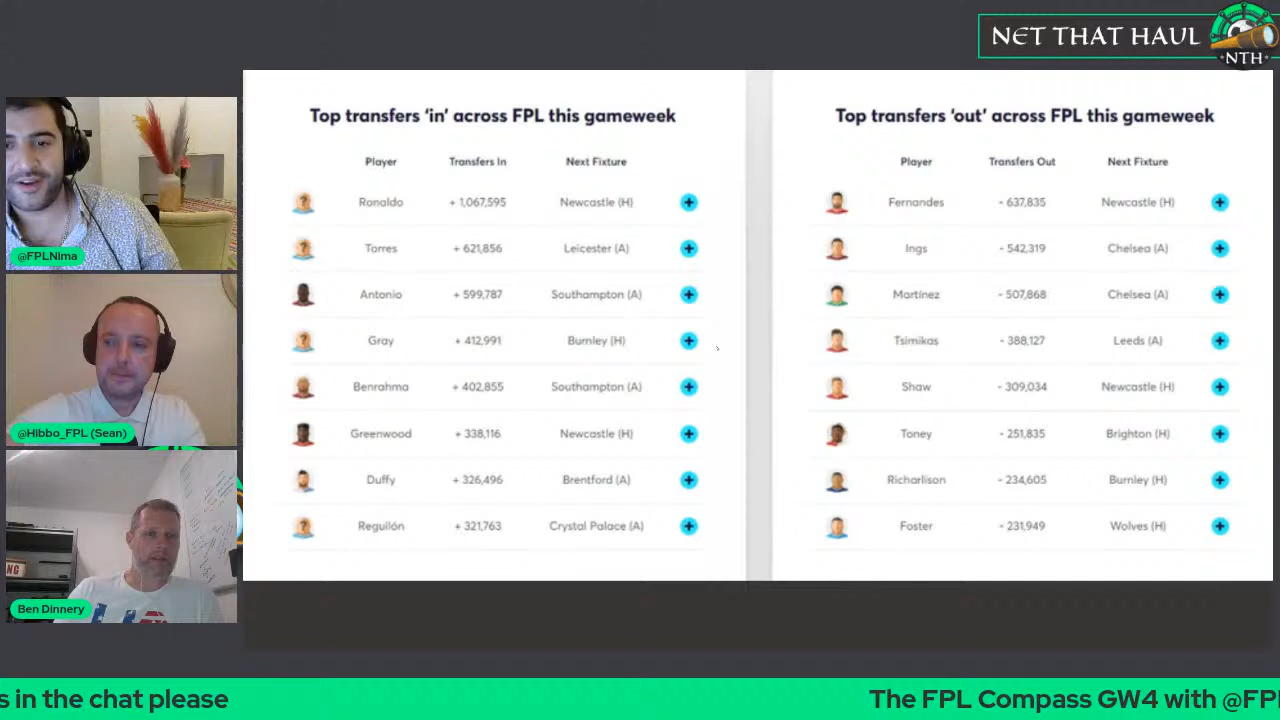 NET THAT HAUL
NTH
@FPLNima
@Hibbo_FPL (Sean)
Ben Dinnery
Top transfers ‘in’ across FPL this gameweek
Player Transfers In Next Fixture
Ronaldo + 1,067,595 Newcastle (H)
Torres + 621,856 Leicester (A)
Antonio + 599,787 Southampton (A)
Gray + 412,991 Burnley (H)
Benrahma + 402,855 Southampton (A)
Greenwood + 338,116 Newcastle (H)
Duffy + 326,496 Brentford (A)
Reguilón + 321,763 Crystal Palace (A)
Top transfers ‘out’ across FPL this gameweek
Player Transfers Out Next Fixture
Fernandes - 637,835 Newcastle (H)
Ings - 542,319 Chelsea (A)
Martínez - 507,868 Chelsea (A)
Tsimikas - 388,127 Leeds (A)
Shaw - 309,034 Newcastle (H)
Toney - 251,835 Brighton (H)
Richarlison - 234,605 Burnley (H)
Foster - 231,949 Wolves (H)
s in the chat please
The FPL Compass GW4 with @FPL